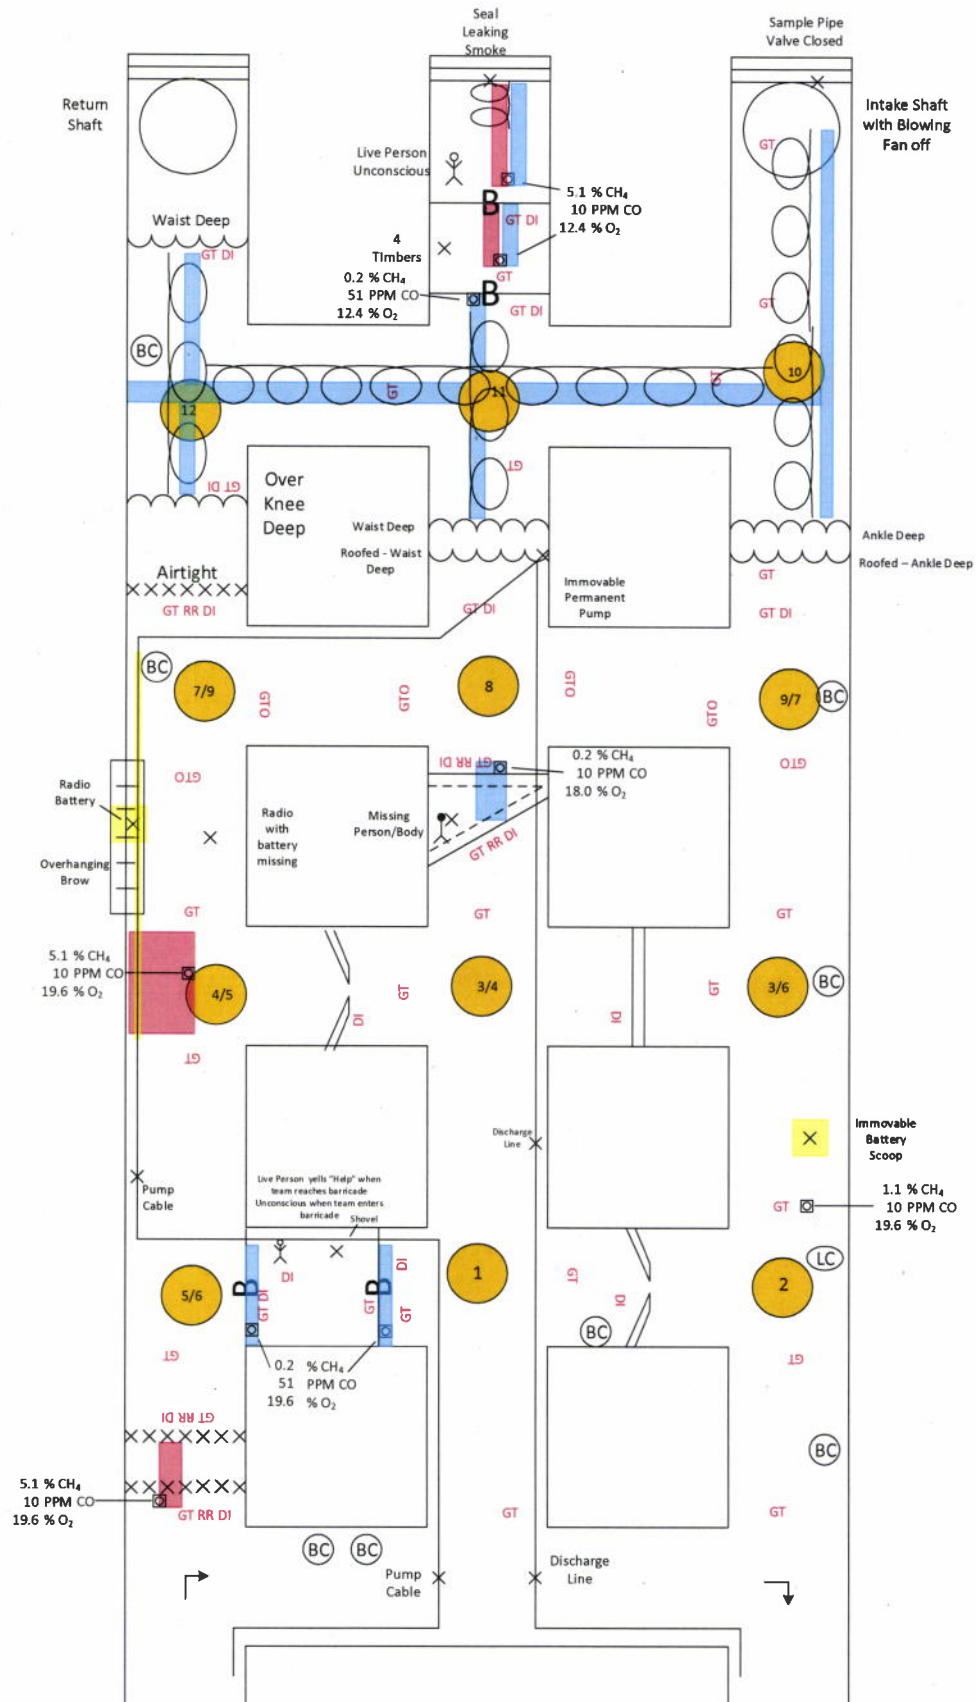 Seal
Leaking
Smoke
Sample Pipe
Valve Closed
Return
Shaft
Intake Shaft
with Blowing
Fan off
GT
Live Person
Unconscious
5.1 % CH₄
10 PPM CO
12.4 % O₂
B
GT DI
Waist Deep
GT DI
4
Timbers
GT
0.2 % CH₄
51 PPM CO
12.4 % O₂
B
GT DI
GT
BC
10
GT
GT
11
12
GT
GT DI
Over
Knee
Deep
Waist Deep
Roofed - Waist
Deep
Ankle Deep
Roofed – Ankle Deep
Airtight
GT RR DI
Immovable
Permanent
Pump
GT DI
GT
GT DI
BC
7/9
8
9/7
BC
GTO
GTO
GTO
GTO
GTO
GTO
GT RR DI
0.2 % CH₄
10 PPM CO
18.0 % O₂
Radio
Battery
Radio
with
battery
missing
Missing
Person/Body
GT RR DI
Overhanging
Brow
GT
GT
GT
5.1 % CH₄
10 PPM CO
19.6 % O₂
4/5
3/4
3/6
BC
GT
GT
DI
DI
GT
Discharge
Line
Immovable
Battery
Scoop
Pump
Cable
Live Person yells "Help" when
team reaches barricade
Unconscious when team enters
barricade
Shovel
GT
1.1 % CH₄
10 PPM CO
19.6 % O₂
DI
DI
LC
5/6
B
GT DI
B
GT
GT
1
GT
DI
2
BC
GT
0.2 % CH₄
51 PPM CO
19.6 % O₂
GT
GT RR DI
BC
5.1 % CH₄
10 PPM CO
19.6 % O₂
GT RR DI
GT
GT
BC
BC
Pump
Cable
Discharge
Line